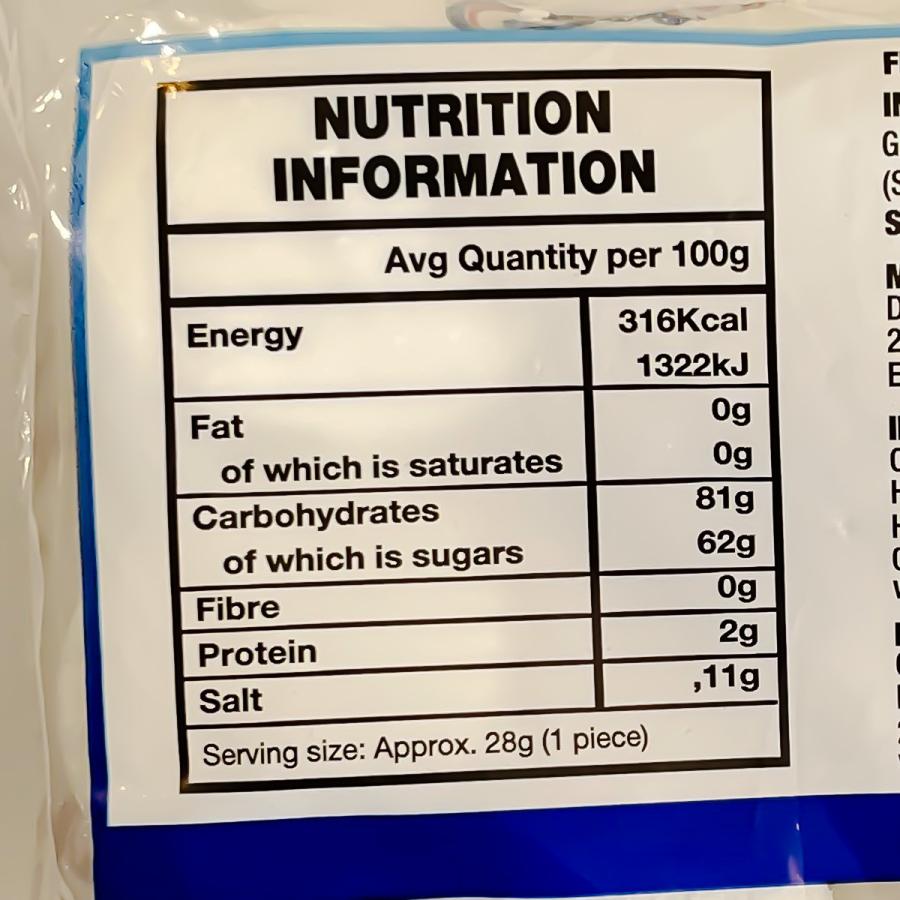 NUTRITION
INFORMATION
Avg Quantity per 100g
Energy 316Kcal
1322kJ
Fat 0g
of which is saturates 0g
Carbohydrates 81g
of which is sugars 62g
Fibre 0g
Protein 2g
Salt ,11g
Serving size: Approx. 28g (1 piece)